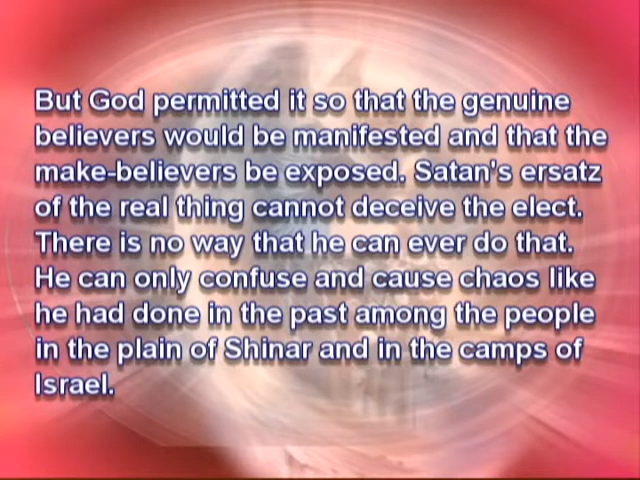 But God permitted it so that the genuine
believers would be manifested and that the
make-believers be exposed. Satan's ersatz
of the real thing cannot deceive the elect.
There is no way that he can ever do that.
He can only confuse and cause chaos like
he had done in the past among the people
in the plain of Shinar and in the camps of
Israel.